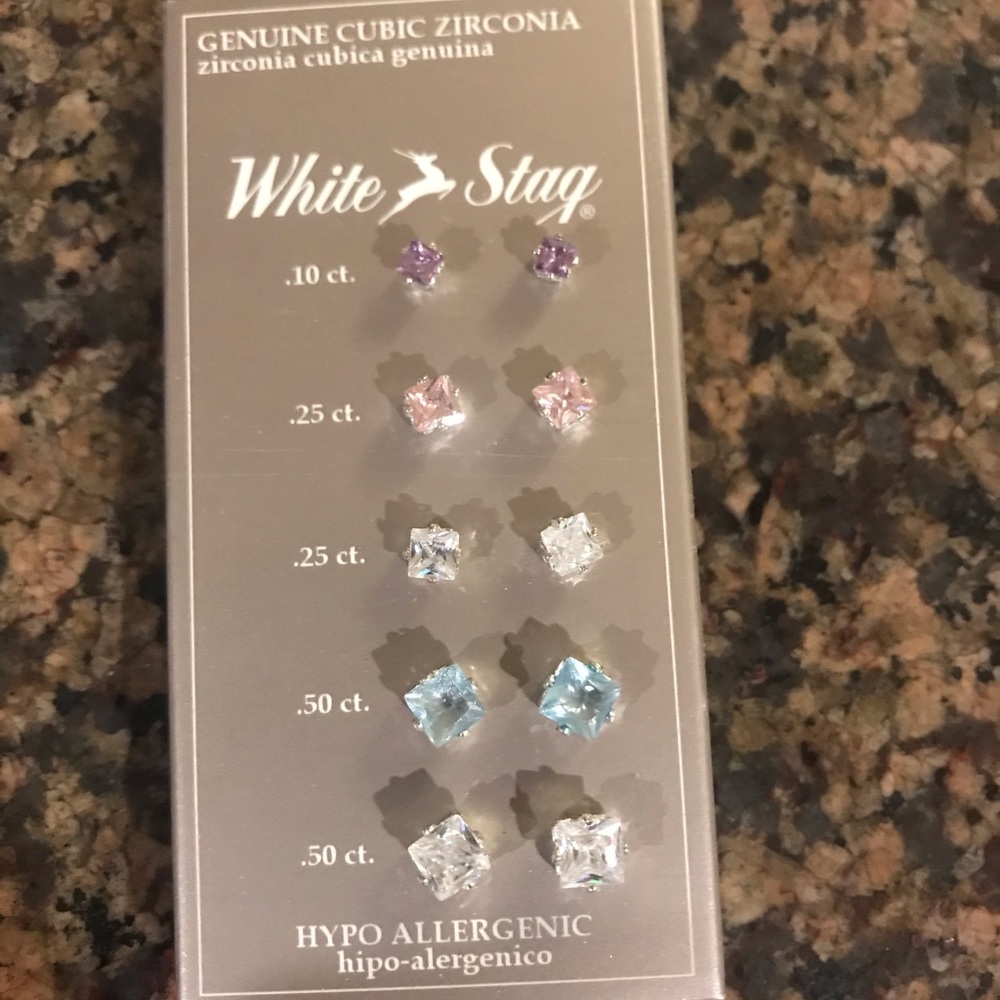 GENUINE CUBIC ZIRCONIA
zirconia cubica genuina
White Stag®
.10 ct.
.25 ct.
.25 ct.
.50 ct.
.50 ct.
HYPO ALLERGENIC
hipo-alergenico